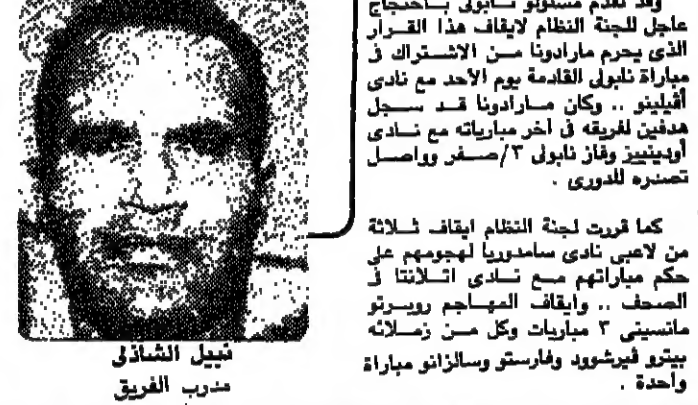 وقد تقدم مسئولو نابولى باحتجاج
عاجل للجنة النظام لايقاف هذا القرار
الذى يحرم مارادونا من الاشتراك فى
مباراة نابولى القادمة يوم الأحد مع نادى
أفيلينو .. وكان مارادونا قد سجل
هدفين لفريقه فى آخر مبارياته مع نادى
أودينييز وفاز نابولى ٣/صفر وواصل
تصدره للدورى .
كما قررت لجنة النظام ايقاف ثلاثة
من لاعبى نادى سامدوريا لهجومهم على
حكم مباراتهم مع نادى اتلانتا فى
الصحف .. وايقاف المهاجم روبرتو
مانسينى ٣ مباريات وكل من زملائه
بيترو فيرشوود وفارستو وسالزانو مباراة
واحدة .
نبيل الشاذلى
مدرب الفريق